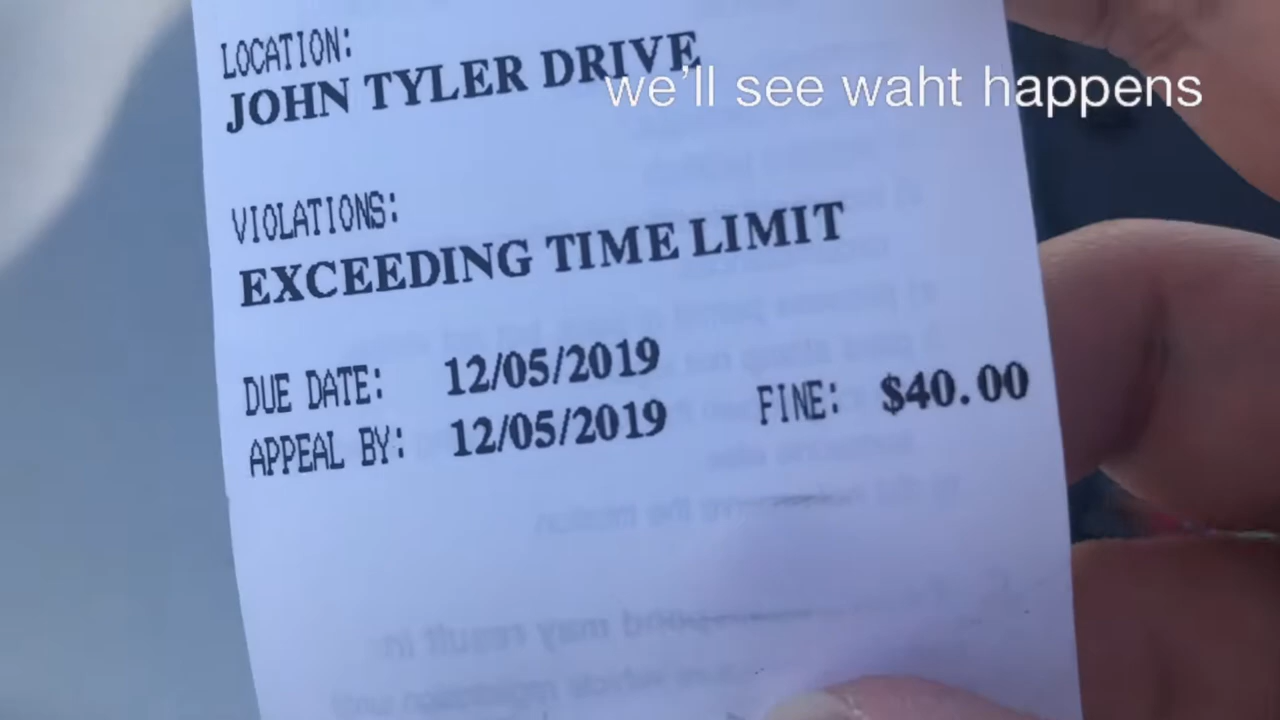 LOCATION:
JOHN TYLER DRIVE
we'll see waht happens
VIOLATIONS:
EXCEEDING TIME LIMIT
DUE DATE: 12/05/2019
APPEAL BY: 12/05/2019 FINE: $40.00